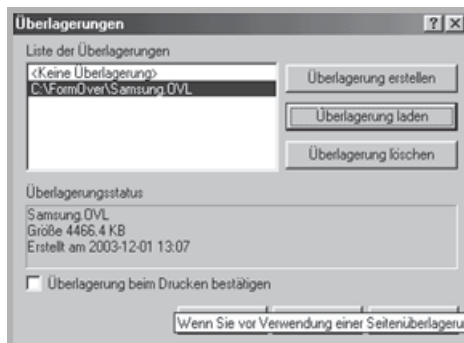 Überlagerungen
Liste der Überlagerungen
<Keine Überlagerung>
C:\FormOver\Samsung.OVL
Überlagerung erstellen
Überlagerung laden
Überlagerung löschen
Überlagerungsstatus
Samsung.OVL
Größe 4466.4 KB
Erstellt am 2003-12-01 13:07
Überlagerung beim Drucken bestätigen
Wenn Sie vor Verwendung einer